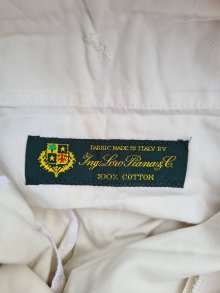 FABRIC MADE IN ITALY BY
Ing. Loro Piana & C.
100% COTTON